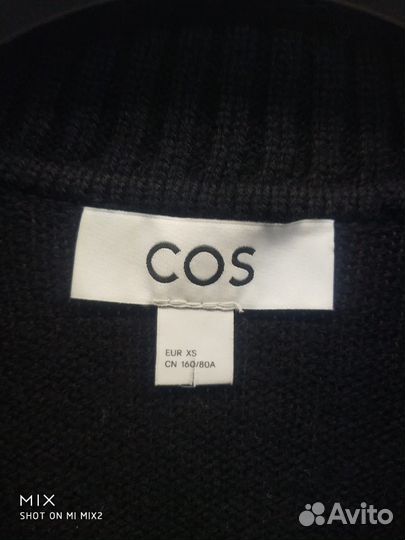 COS
EUR XS
CN 160/80A
MIX
SHOT ON MI MIX2
Avito